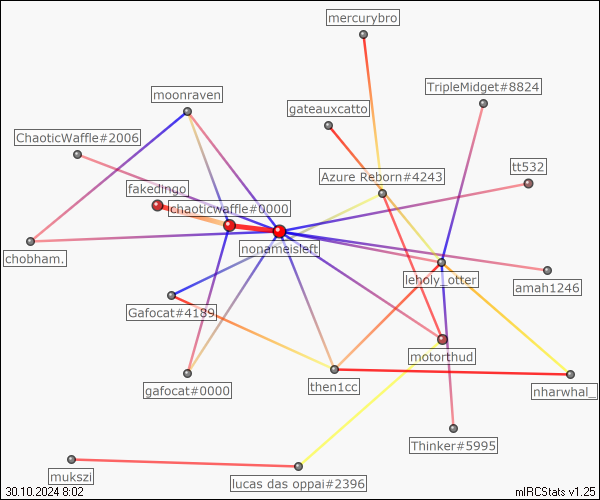 mercurybro
TripleMidget#8824
moonraven
gateauxcatto
ChaoticWaffle#2006
tt532
Azure Reborn#4243
fakedingo
chaoticwaffle#0000
nonameisleft
chobham.
leholy_otter
amah1246
Gafocat#4189
motorthud
gafocat#0000
then1cc
nharwhal_
Thinker#5995
mukszi
lucas das oppai#2396
30.10.2024 8:02
mIRCStats v1.25